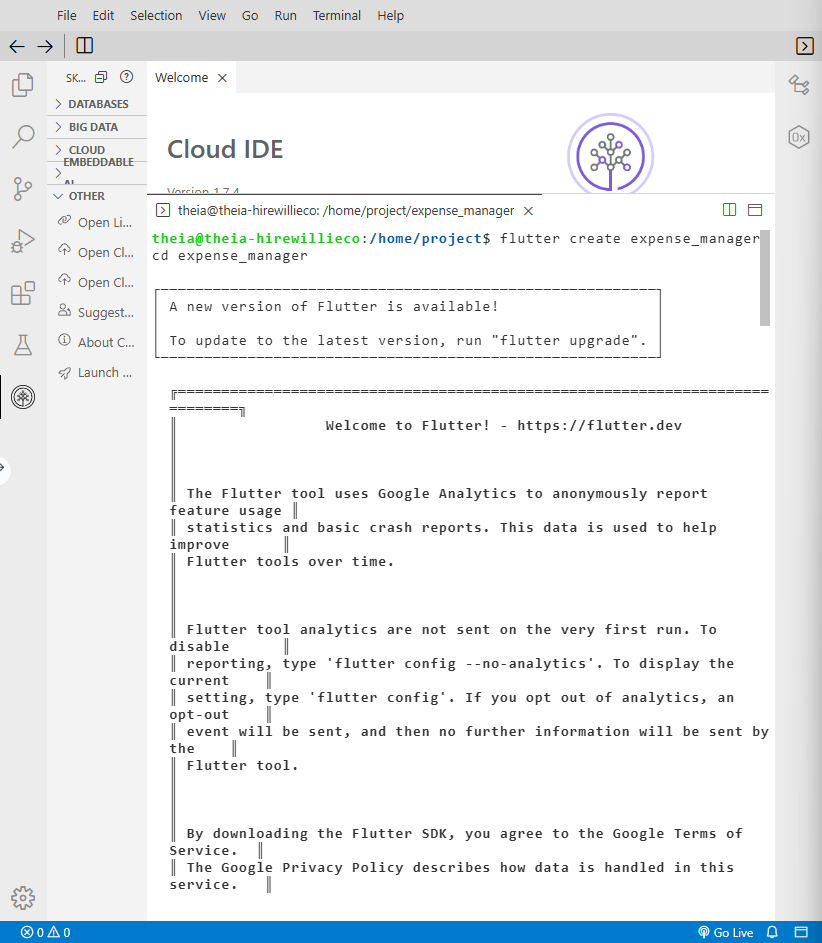 File Edit Selection View Go Run Terminal Help
SK...
Welcome
DATABASES
BIG DATA
CLOUD
EMBEDDABLE
AI
OTHER
Open Li...
Open Cl...
Open Cl...
Suggest...
About C...
Launch ...
Cloud IDE
Version 1.7.4
0x
theia@theia-hirewillieco: /home/project/expense_manager
theia@theia-hirewillieco:/home/project$ flutter create expense_manager
cd expense_manager
A new version of Flutter is available!
To update to the latest version, run "flutter upgrade".
Welcome to Flutter! - https://flutter.dev
The Flutter tool uses Google Analytics to anonymously report
feature usage
statistics and basic crash reports. This data is used to help
improve
Flutter tools over time.
Flutter tool analytics are not sent on the very first run. To
disable
reporting, type 'flutter config --no-analytics'. To display the
current
setting, type 'flutter config'. If you opt out of analytics, an
opt-out
event will be sent, and then no further information will be sent by
the
Flutter tool.
By downloading the Flutter SDK, you agree to the Google Terms of
Service.
The Google Privacy Policy describes how data is handled in this
service.
0 0
Go Live